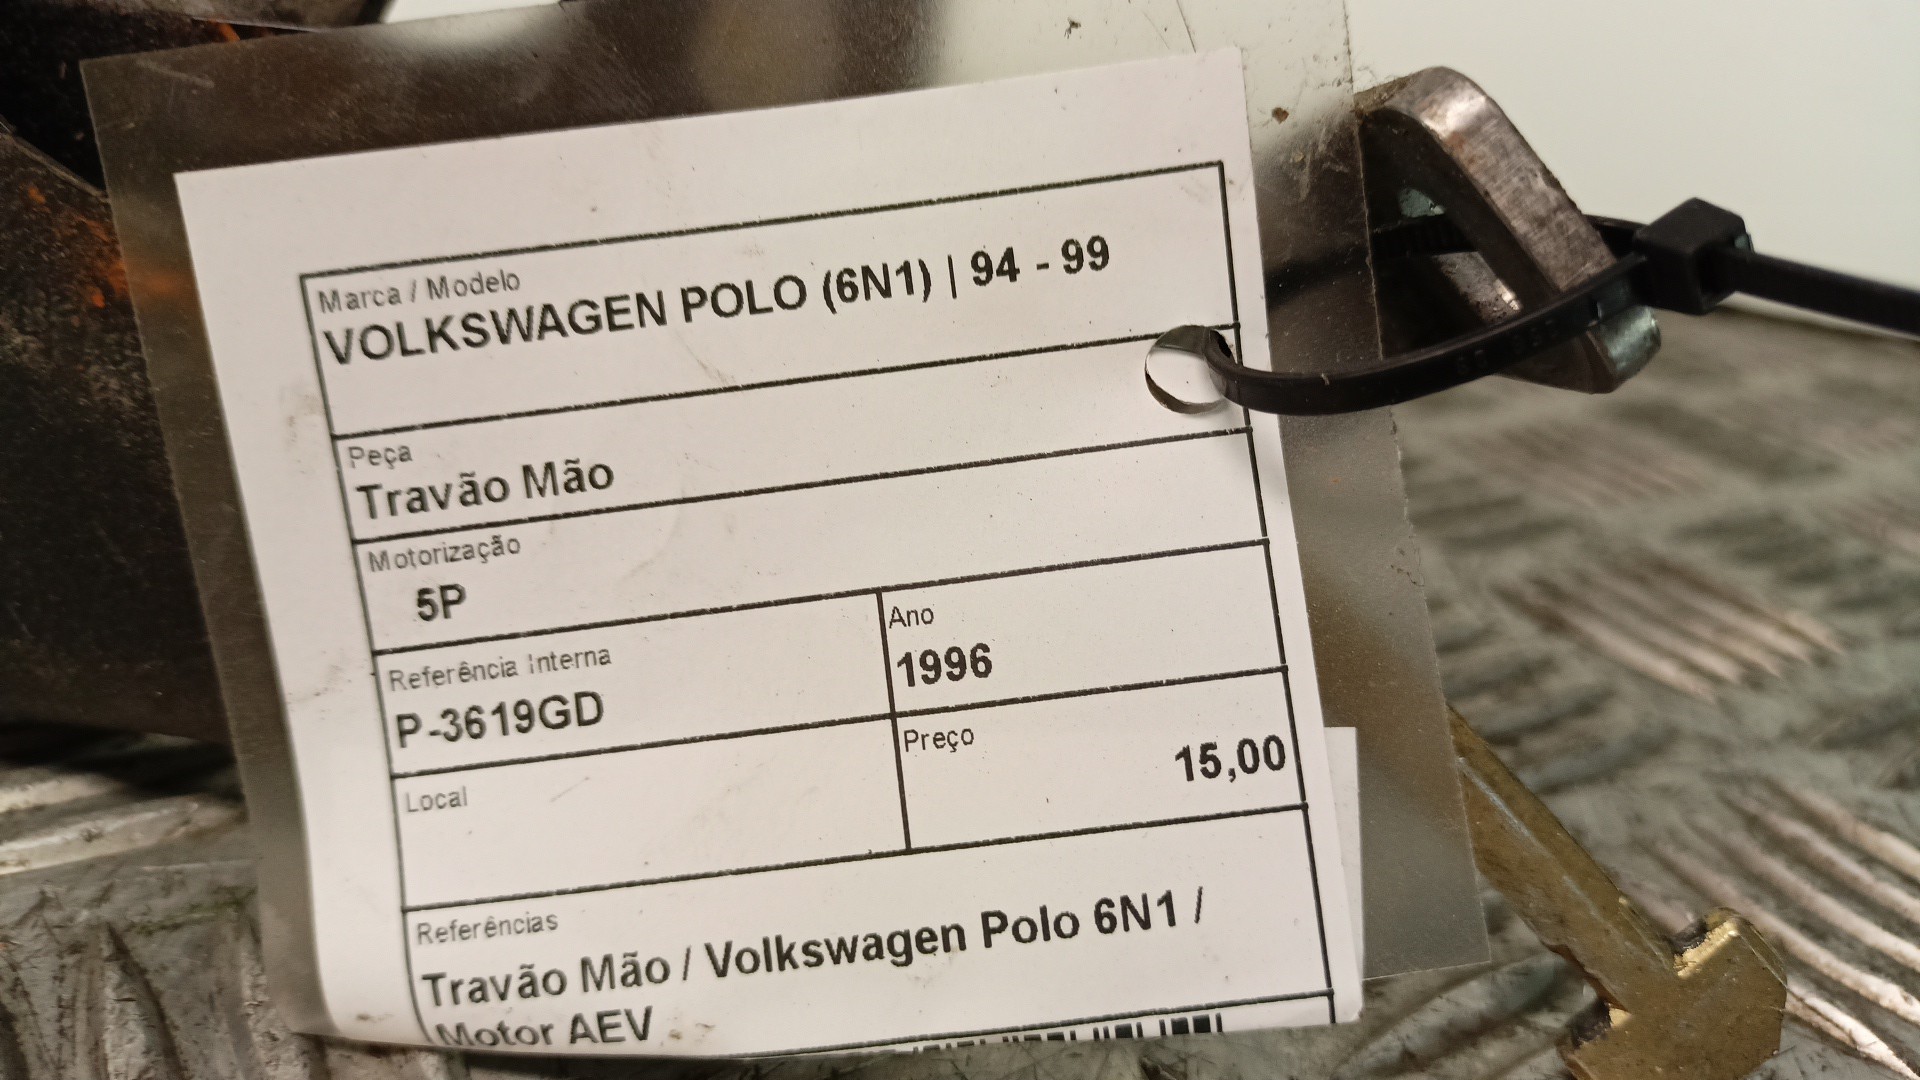 Marca / Modelo
VOLKSWAGEN POLO (6N1) | 94 - 99
Peça
Travão Mão
Motorização
5P
Referência Interna
P-3619GD
Ano
1996
Local
Preço
15,00
Referências
Travão Mão / Volkswagen Polo 6N1 /
Motor AEV